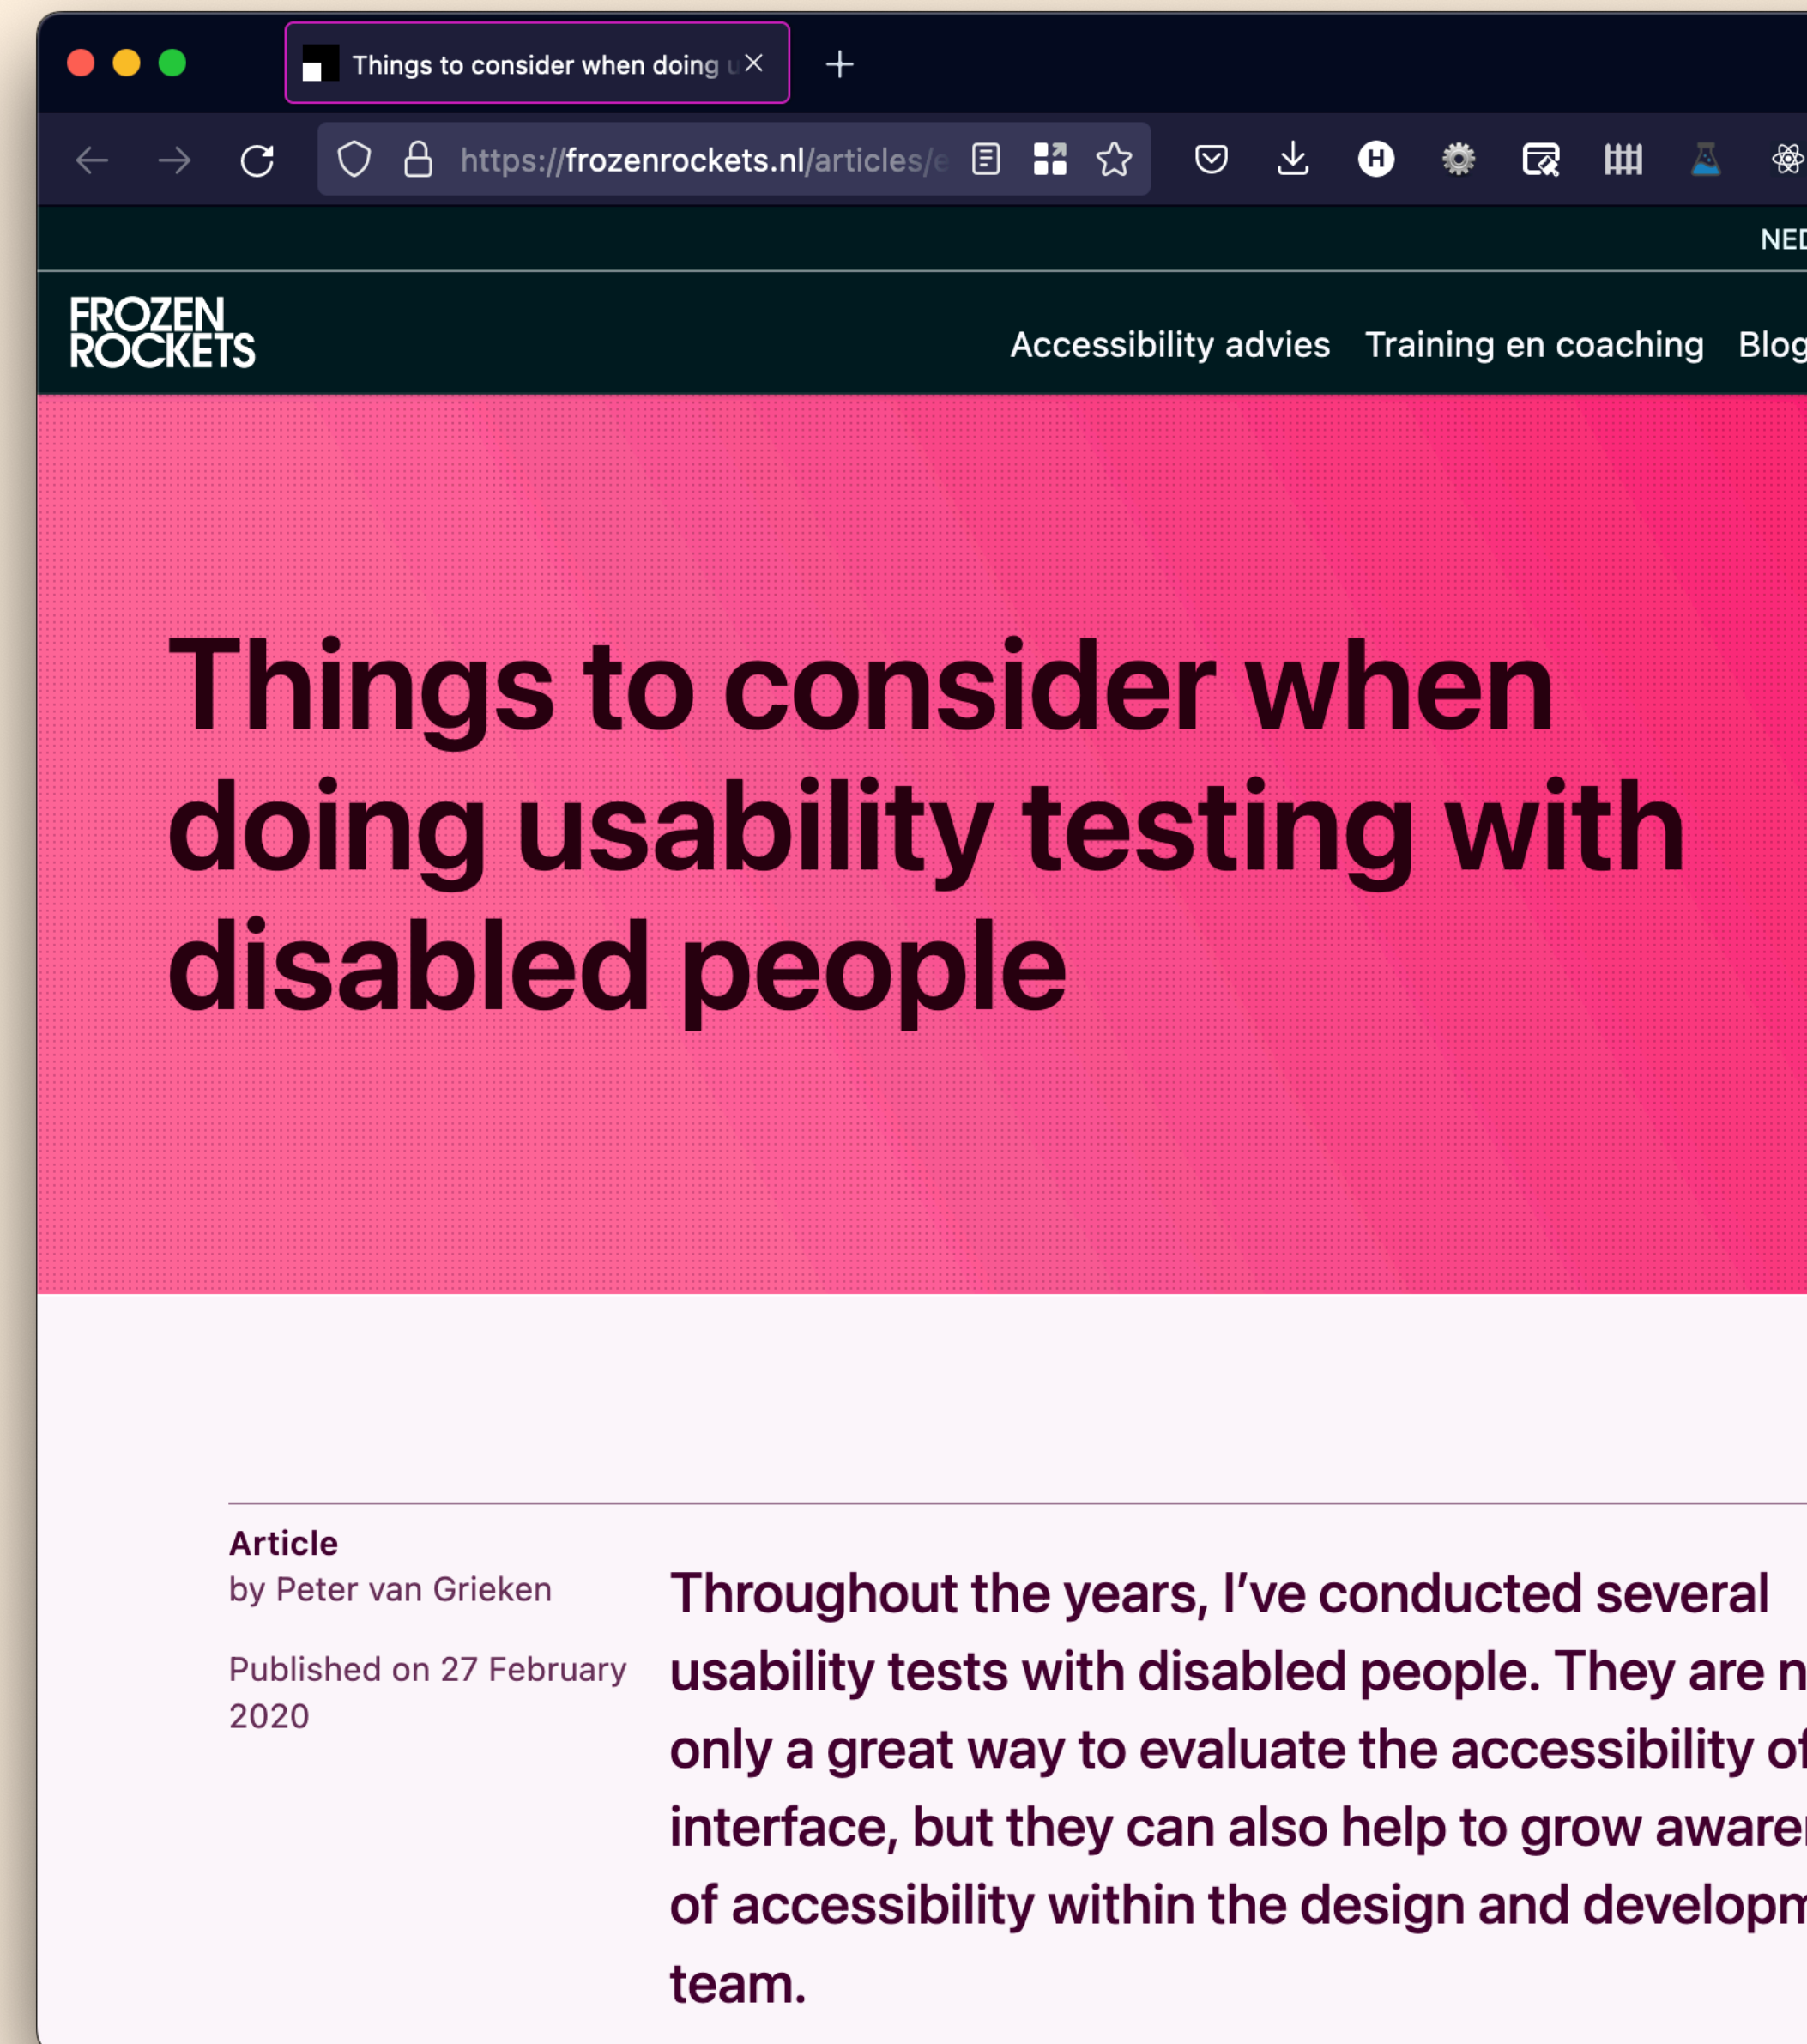 Things to consider when doing
https://frozenrockets.nl/articles/e
H
FROZEN
ROCKETS
Accessibility advies Training en coaching Blog
Things to consider when
doing usability testing with
disabled people
Article
by Peter van Grieken
Published on 27 February
2020
Throughout the years, I’ve conducted several
usability tests with disabled people. They are
only a great way to evaluate the accessibility of
interface, but they can also help to grow
of accessibility within the design and
team.